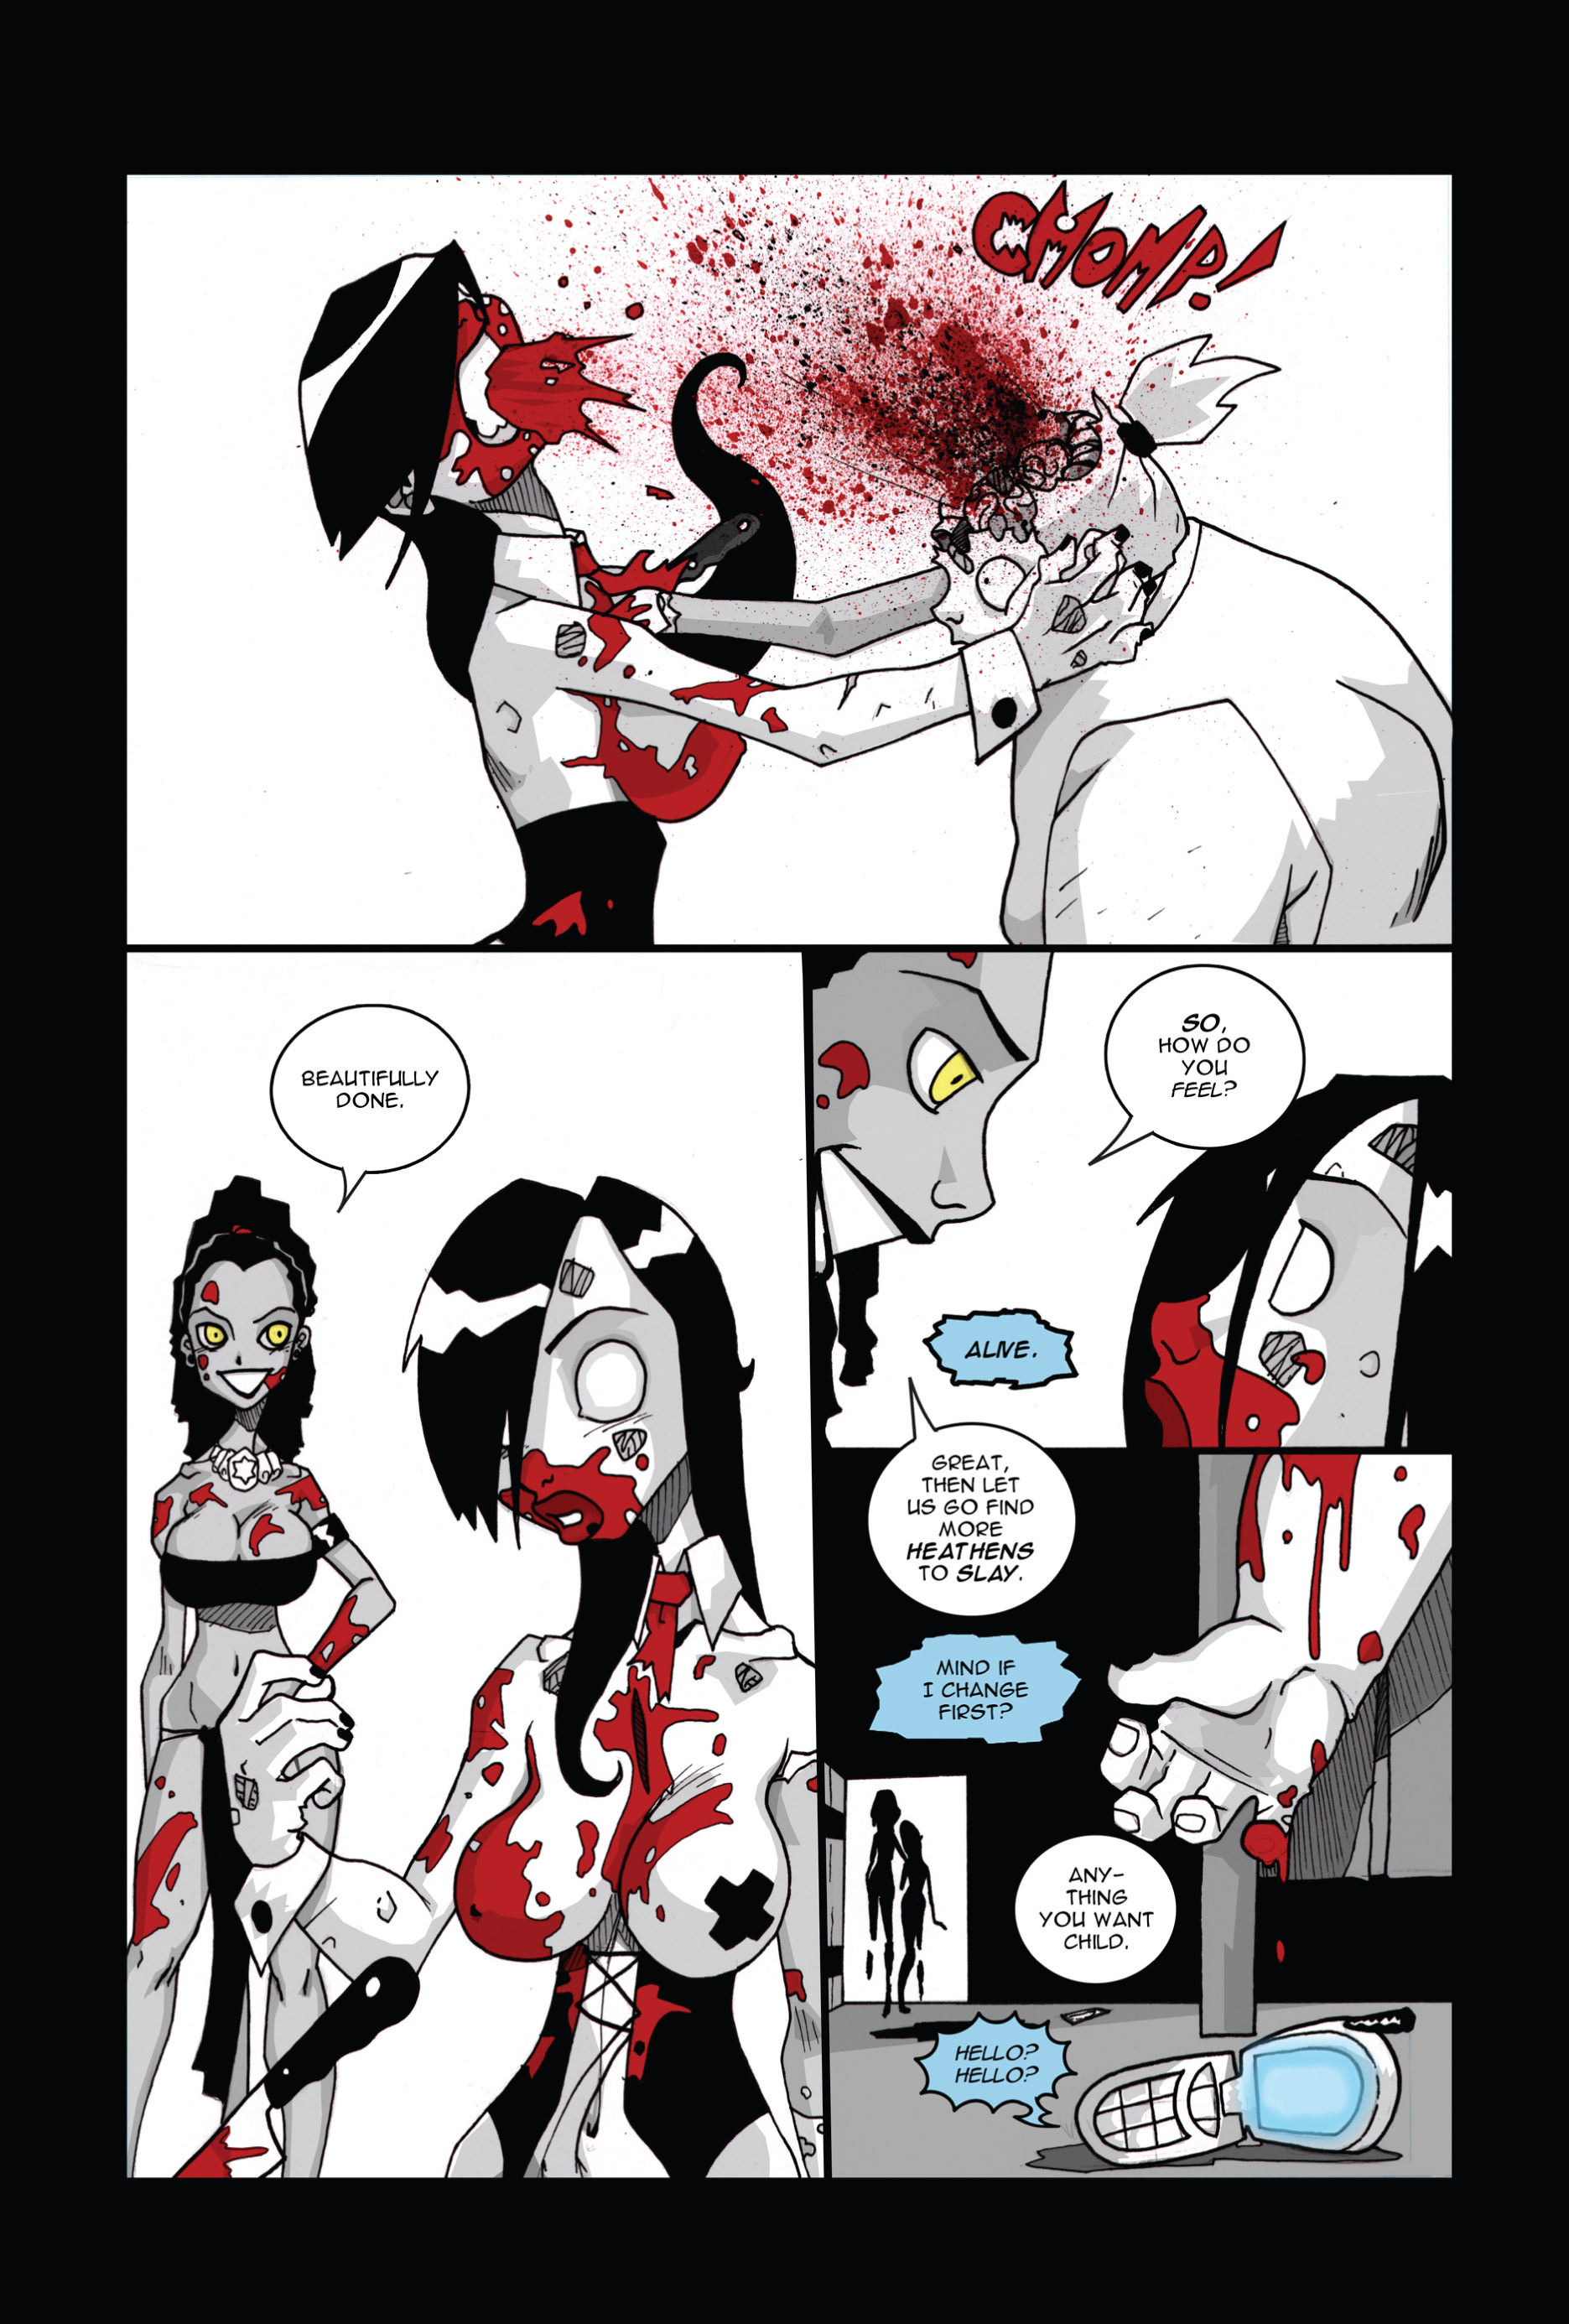 CHOMP!
BEAUTIFULLY
DONE.
SO,
HOW DO
YOU
FEEL?
ALIVE.
GREAT,
THEN LET
US GO FIND
MORE
HEATHENS
TO SLAY.
MIND IF
I CHANGE
FIRST?
ANY-
THING
YOU WANT
CHILD.
HELLO?
HELLO?